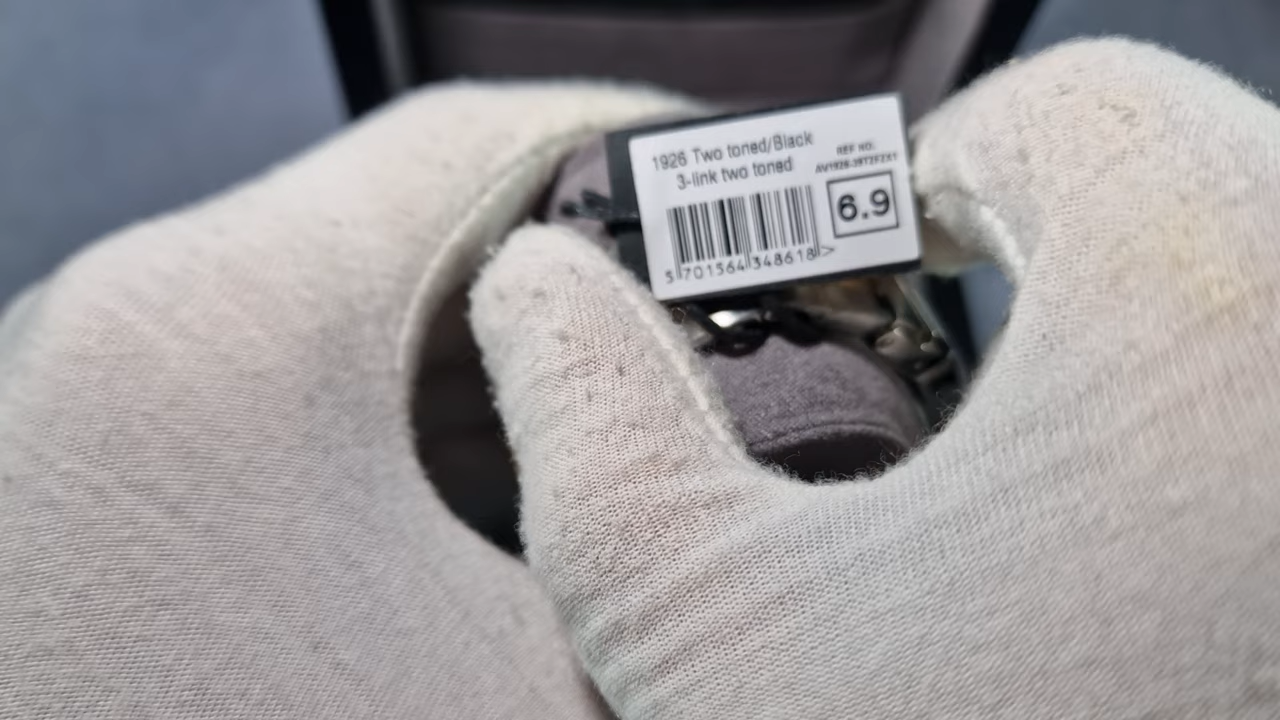 1926 Two toned/Black
3-link two toned
REF NO:
6.9
5 701564 348618 >